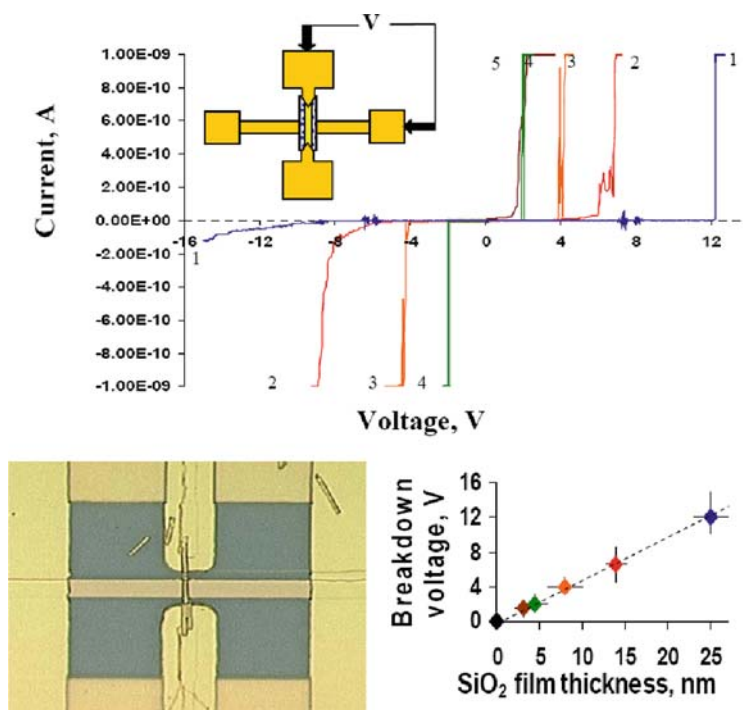 V
1.00E-09
8.00E-10
6.00E-10
4.00E-10
2.00E-10
0.00E+00
-2.00E-10
-4.00E-10
-6.00E-10
-8.00E-10
-1.00E-09
Current, A
5 4 3 2 1
-16 -12 -8 -4 0 4 8 12
1
2 3 4
Voltage, V
16
12
8
4
0
Breakdown
voltage, V
0 5 10 15 20 25
SiO₂ film thickness, nm